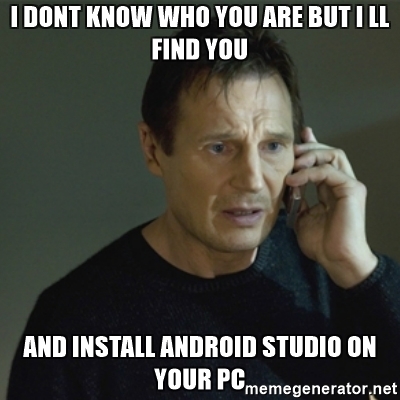 I DONT KNOW WHO YOU ARE BUT I LL
FIND YOU
AND INSTALL ANDROID STUDIO ON
YOUR PC
memegenerator.net